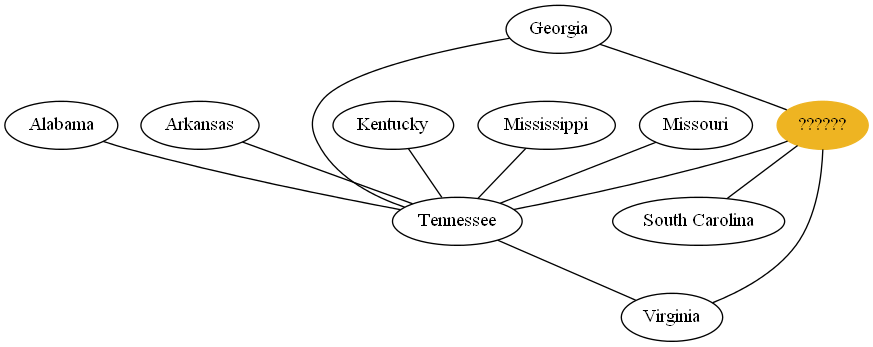 Georgia
Alabama
Arkansas
Kentucky
Mississippi
Missouri
??????
Tennessee
South Carolina
Virginia